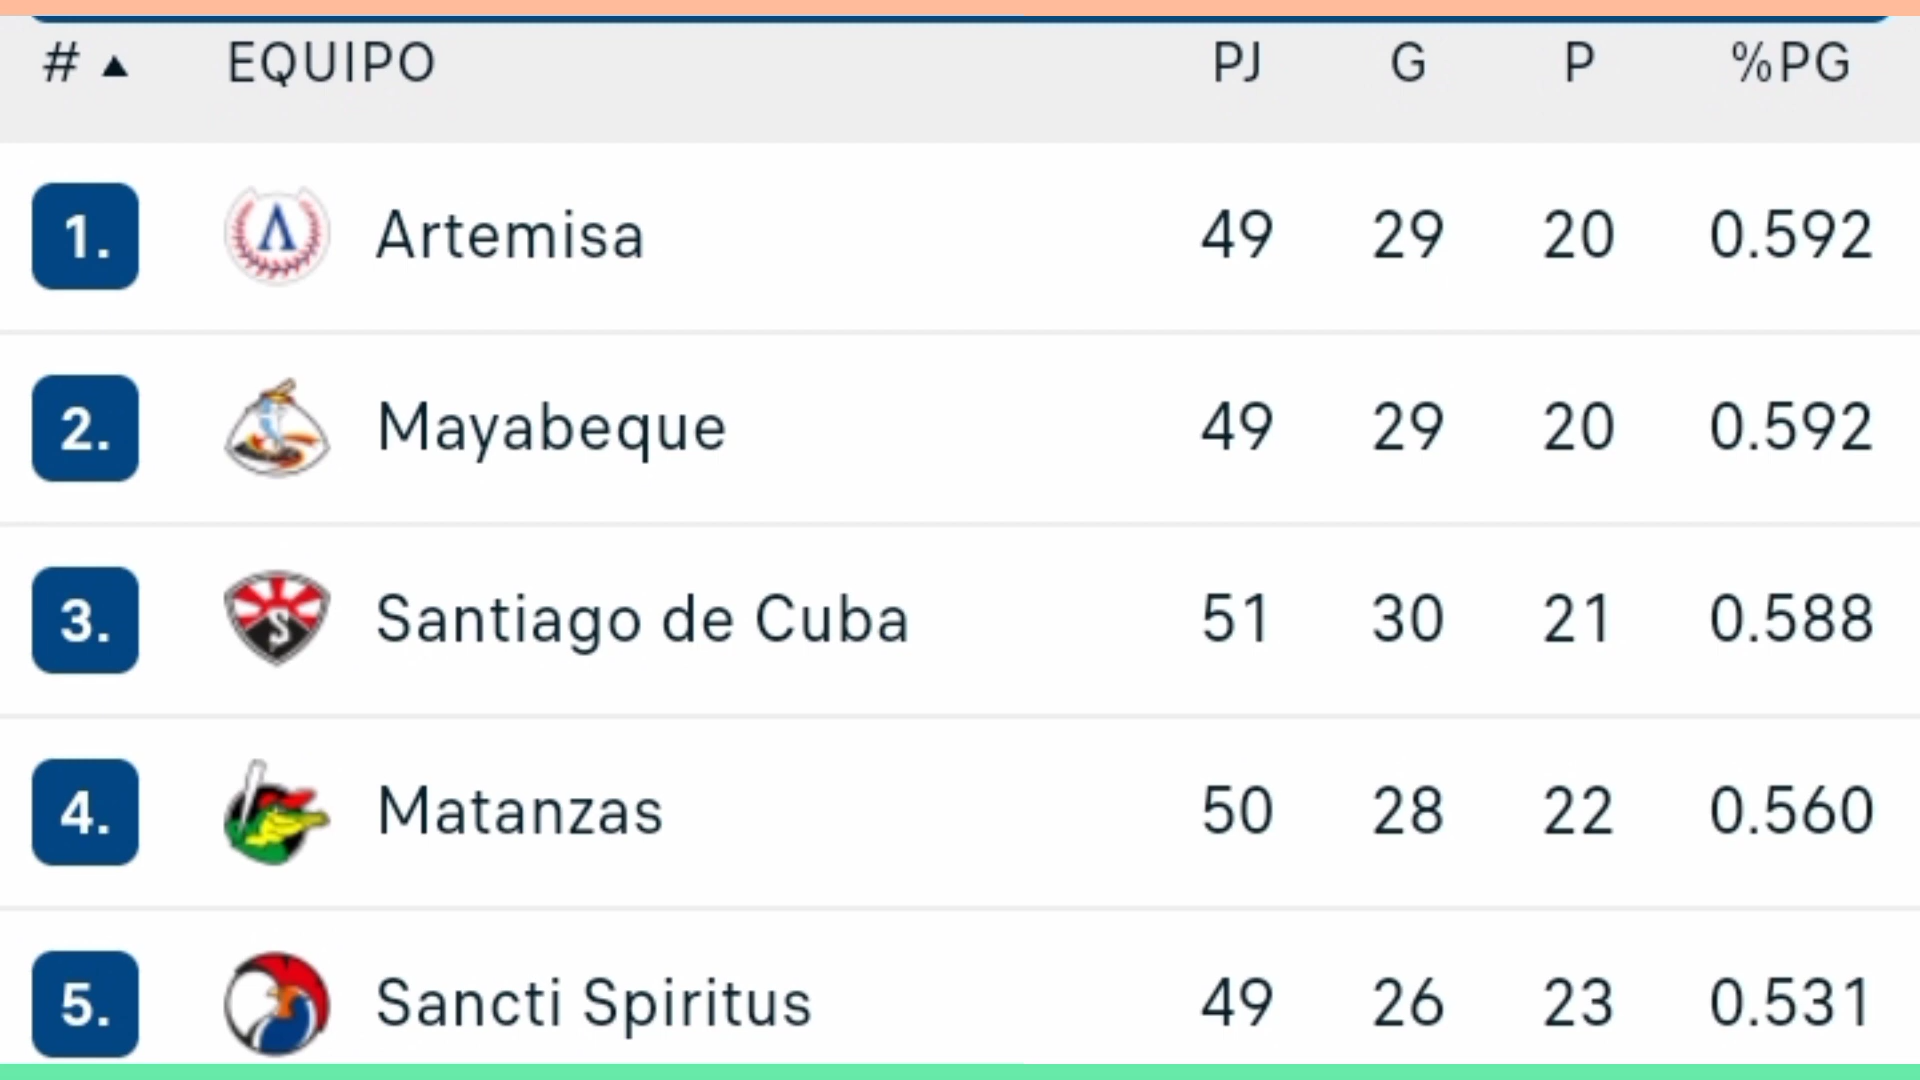 # ▲ EQUIPO PJ G P %PG
1. Artemisa 49 29 20 0.592
2. Mayabeque 49 29 20 0.592
3. Santiago de Cuba 51 30 21 0.588
4. Matanzas 50 28 22 0.560
5. Sancti Spiritus 49 26 23 0.531